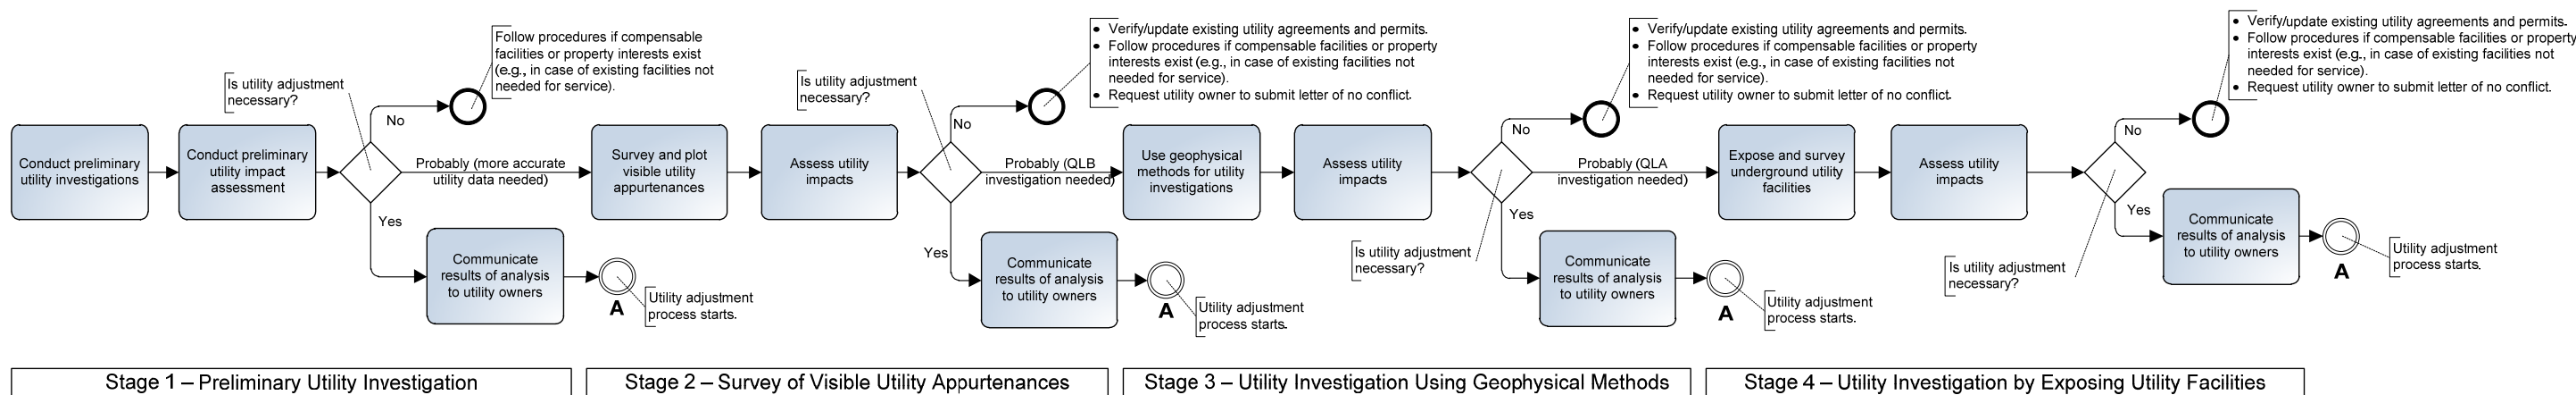 Conduct preliminary
utility investigations
Conduct preliminary
utility impact
assessment
Is utility adjustment
necessary?
No
Follow procedures if compensable
facilities or property interests exist
(e.g., in case of existing facilities not
needed for service).
Probably (more accurate
utility data needed)
Yes
Communicate
results of analysis
to utility owners
A
Utility adjustment
process starts.
Survey and plot
visible utility
appurtenances
Assess utility
impacts
Is utility adjustment
necessary?
No
• Verify/update existing utility agreements and permits.
• Follow procedures if compensable facilities or property
interests exist (e.g., in case of existing facilities not
needed for service).
• Request utility owner to submit letter of no conflict.
Probably (QLB
investigation needed)
Yes
Communicate
results of analysis
to utility owners
A
Utility adjustment
process starts.
Use geophysical
methods for utility
investigations
Assess utility
impacts
Is utility adjustment
necessary?
No
• Verify/update existing utility agreements and permits.
• Follow procedures if compensable facilities or property
interests exist (e.g., in case of existing facilities not
needed for service).
• Request utility owner to submit letter of no conflict.
Probably (QLA
investigation needed)
Yes
Communicate
results of analysis
to utility owners
A
Utility adjustment
process starts.
Expose and survey
underground utility
facilities
Assess utility
impacts
Is utility adjustment
necessary?
No
• Verify/update existing utility agreements and permits.
• Follow procedures if compensable facilities or property
interests exist (e.g., in case of existing facilities not
needed for service).
• Request utility owner to submit letter of no conflict.
Yes
Communicate
results of analysis
to utility owners
A
Utility adjustment
process starts.
Stage 1 – Preliminary Utility Investigation
Stage 2 – Survey of Visible Utility Appurtenances
Stage 3 – Utility Investigation Using Geophysical Methods
Stage 4 – Utility Investigation by Exposing Utility Facilities